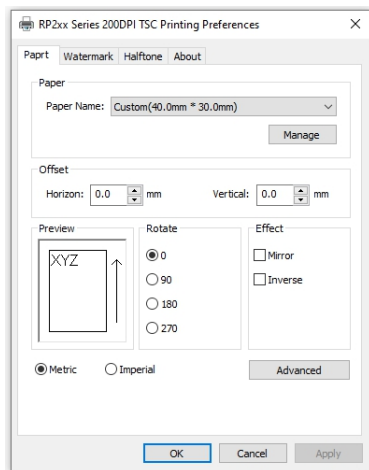 RP2xx Series 200DPI TSC Printing Preferences
Paprt Watermark Halftone About
Paper
Paper Name: Custom(40.0mm * 30.0mm)
Manage
Offset
Horizon: 0.0 mm Vertical: 0.0 mm
Preview Rotate Effect
XYZ 0 Mirror
90 Inverse
180
270
Metric Imperial Advanced
OK Cancel Apply